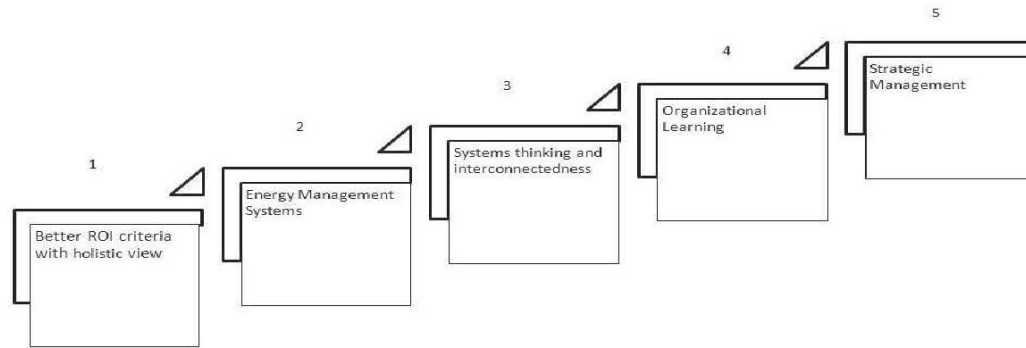 1
Better ROI criteria
with holistic view
2
Energy Management
Systems
3
Systems thinking and
interconnectedness
4
Organizational
Learning
5
Strategic
Management